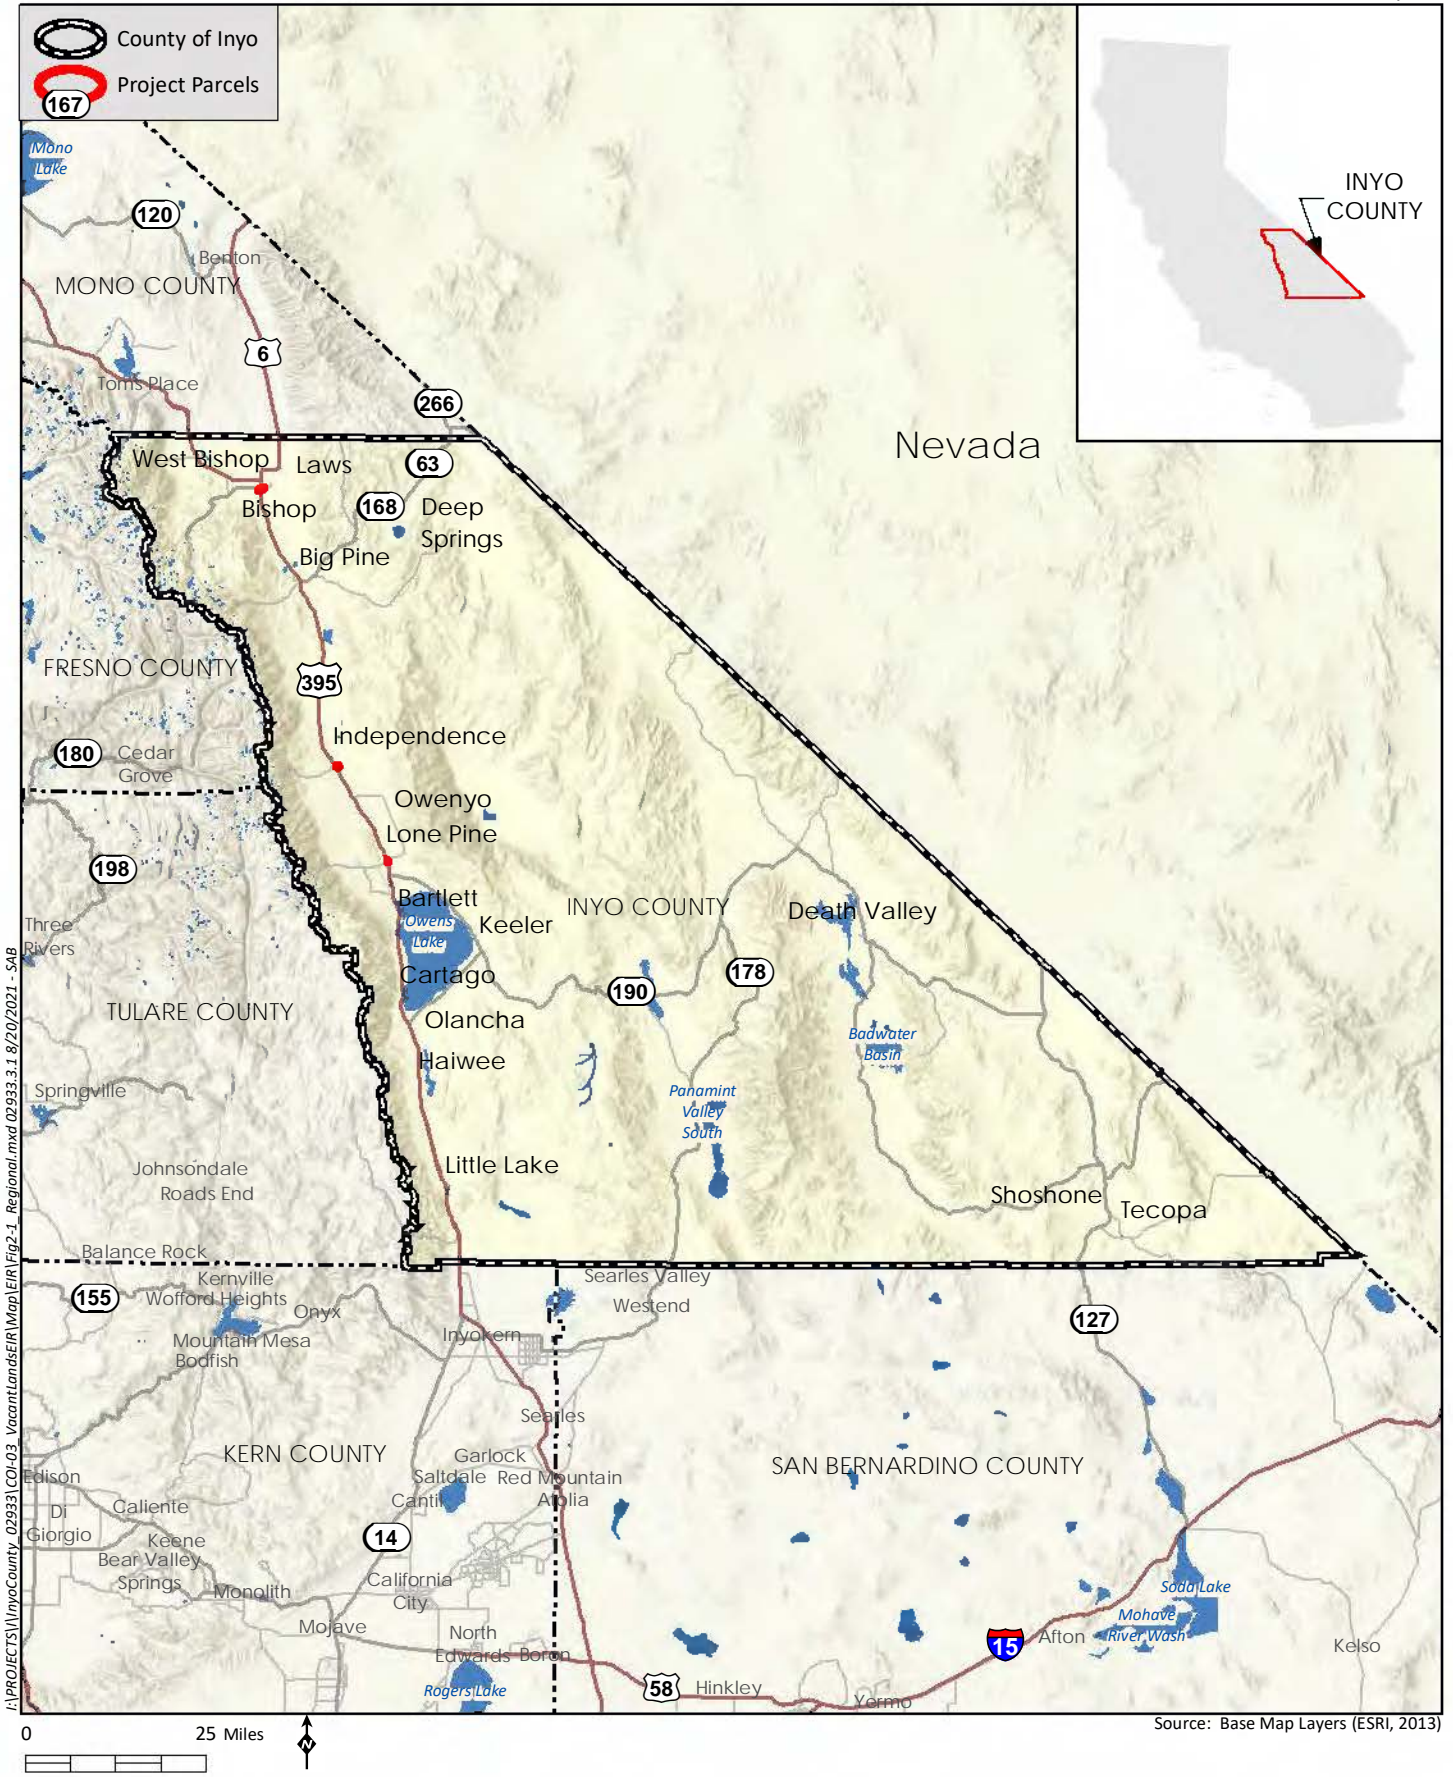 County of Inyo
Project Parcels
167
INYO
COUNTY
Mono
Lake
120
Benton
MONO COUNTY
6
Toms Place
266
Nevada
West Bishop
Laws
63
Bishop
168
Deep
Springs
Big Pine
FRESNO COUNTY
395
Independence
180
Cedar
Grove
Owenyo
Lone Pine
198
Bartlett
Owens
Lake
Keeler
INYO COUNTY
Death Valley
Three
Rivers
Cartago
190
178
TULARE COUNTY
Olancha
Haiwee
Badwater
Basin
Springville
Panamint
Valley
South
Johnsondale
Roads End
Little Lake
Shoshone
Tecopa
Balance Rock
Kernville
155
Wofford Heights
Onyx
Searles Valley
Westend
127
Mountain Mesa
Bodfish
Inyokern
Searles
KERN COUNTY
Garlock
SAN BERNARDINO COUNTY
Edison
Saltdale
Red Mountain
Cantil
Atolia
Di
Giorgio
Caliente
14
Keene
Bear Valley
Springs
Monolith
California
City
Soda Lake
Mojave
North
Edwards
Boron
15
Afton
Mohave
River Wash
Kelso
Rogers Lake
58
Hinkley
Yermo
I:\PROJECTS\I\InyoCounty_02933\COI-03_VacantLandsEIR\Map\EIR\Fig2-1_Regional.mxd 02933.3.1 8/20/2021 - SAB
0
25 Miles
N
Source: Base Map Layers (ESRI, 2013)